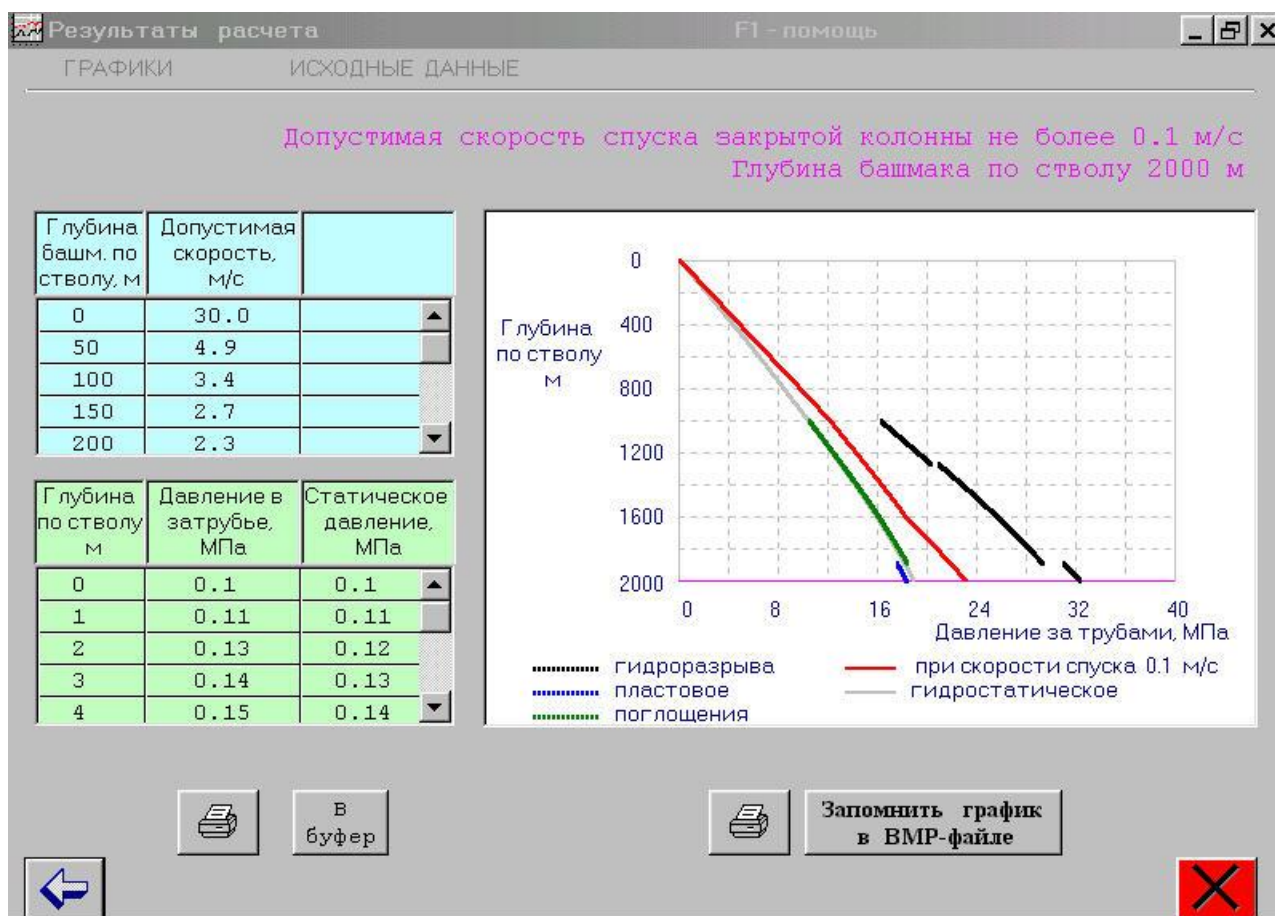 Результаты расчета F1 - помощь
ГРАФИКИ ИСХОДНЫЕ ДАННЫЕ
Допустимая скорость спуска закрытой колонны не более 0.1 м/с
Глубина башмака по стволу 2000 м
Глубина Допустимая
башм. по скорость,
стволу, м м/с
0 30.0
50 4.9
100 3.4
150 2.7
200 2.3
Глубина Давление в Статическое
по стволу затрубье, давление,
м МПа МПа
0 0.1 0.1
1 0.11 0.11
2 0.13 0.12
3 0.14 0.13
4 0.15 0.14
Глубина
по стволу
м
0
400
800
1200
1600
2000
0 8 16 24 32 40
Давление за трубами, МПа
гидроразрыва при скорости спуска 0.1 м/с
пластовое гидростатическое
поглощения
В
буфер
Запомнить график
в BMP-файле